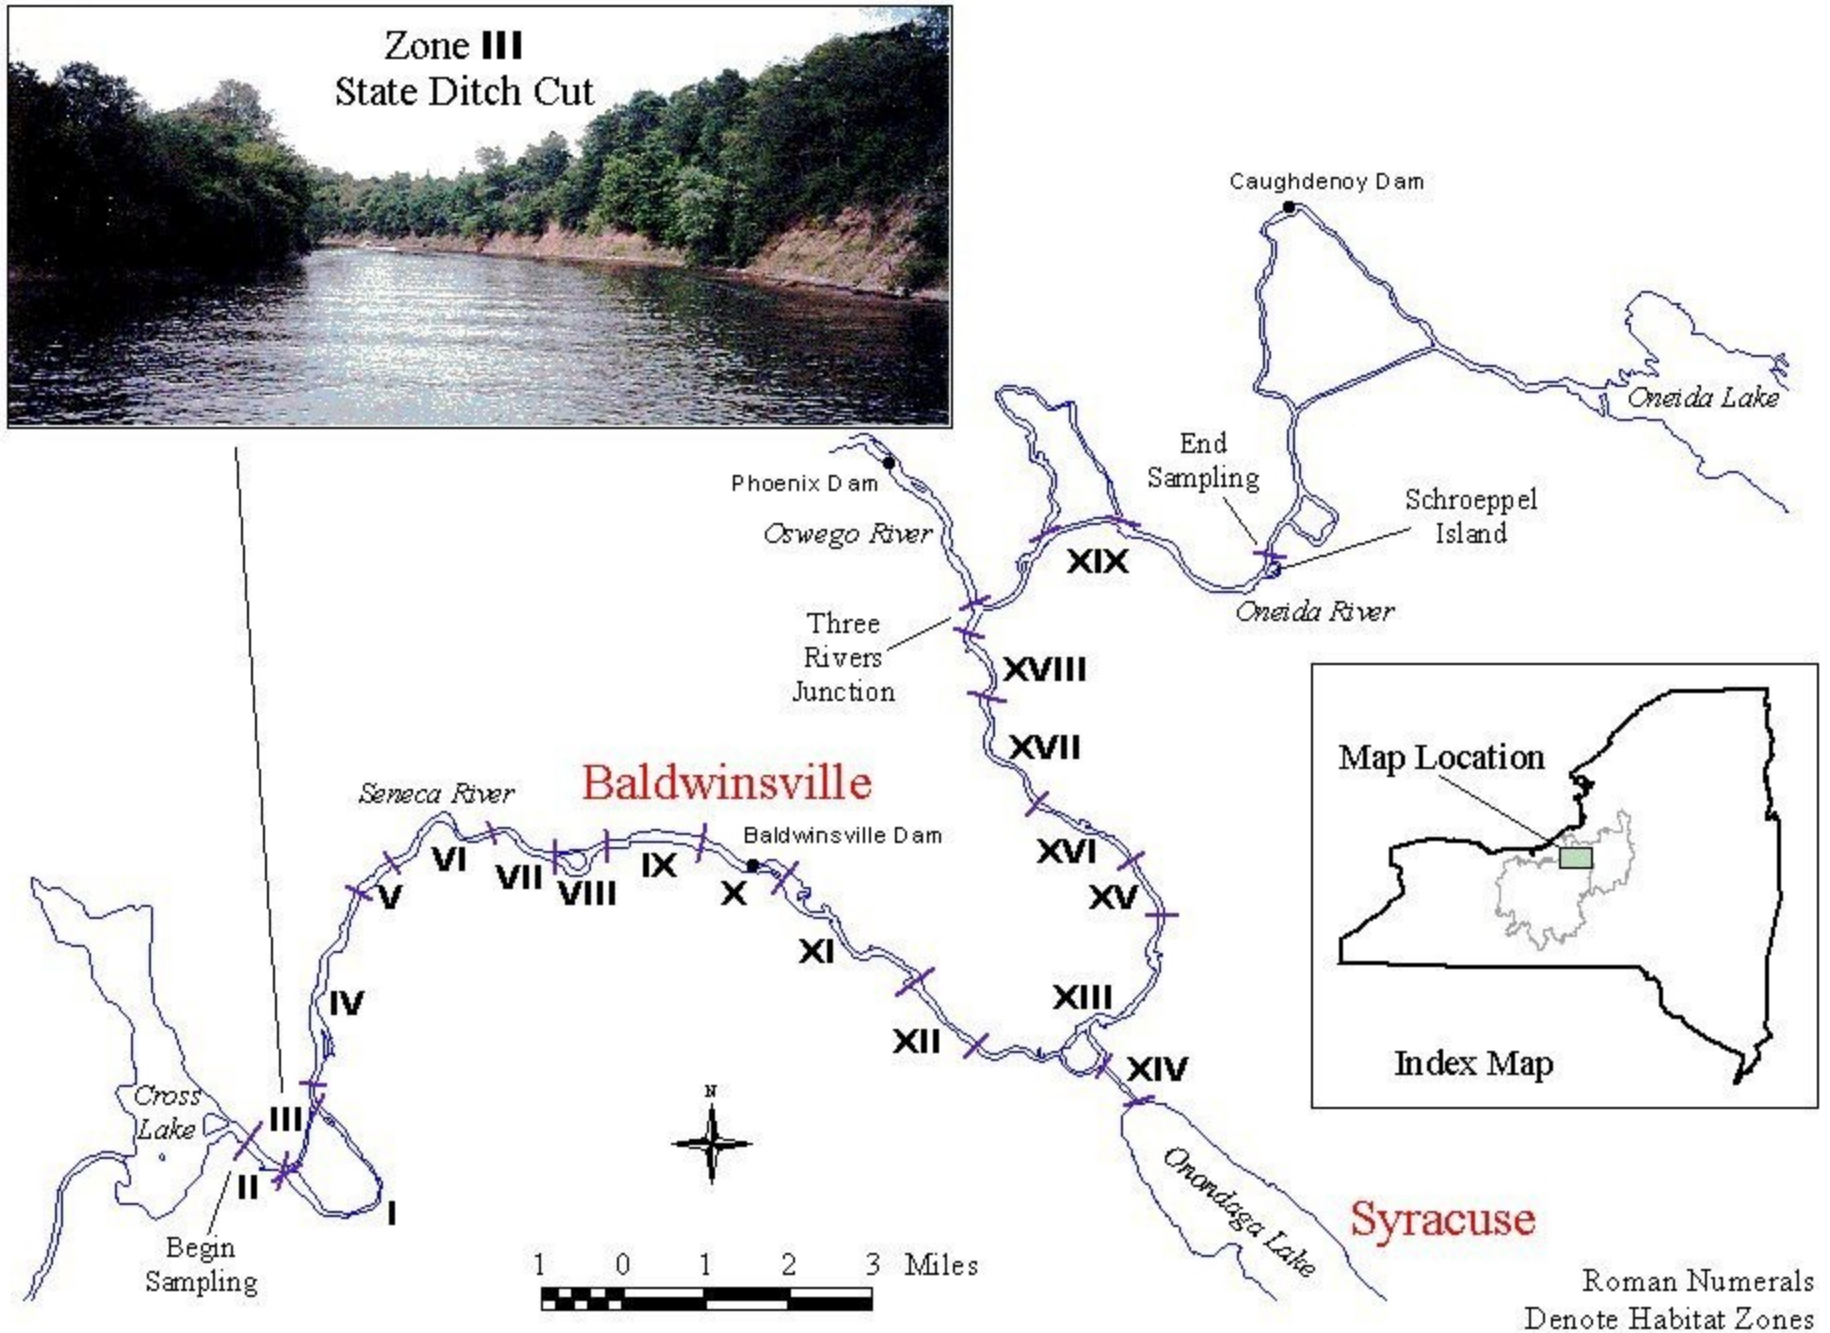 Zone III
State Ditch Cut
Caughdenoy Dam
Oneida Lake
End
Sampling
Schroeppel
Island
Phoenix Dam
Oswego River
XIX
Oneida River
Three
Rivers
Junction
XVIII
XVII
Map Location
Index Map
Baldwinsville
Seneca River
Baldwinsville Dam
XVI
XV
VI
VII
VIII
IX
X
V
XI
XIII
IV
XII
XIV
Cross
Lake
III
II
I
N
Onondaga Lake
Syracuse
Begin
Sampling
1 0 1 2 3 Miles
Roman Numerals
Denote Habitat Zones